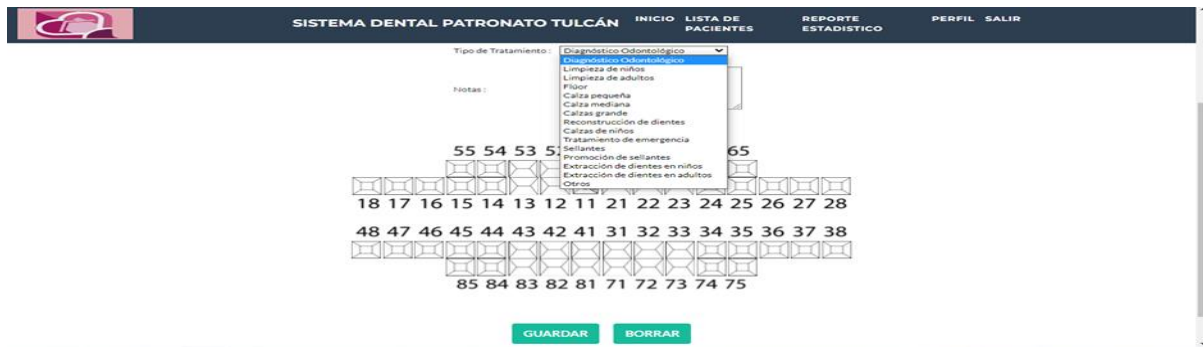 SISTEMA DENTAL PATRONATO TULCÁN INICIO LISTA DE PACIENTES REPORTE ESTADISTICO PERFIL SALIR
Tipo de Tratamiento : Diagnóstico Odontológico
Diagnóstico Odontológico
Limpieza de niños
Limpieza de adultos
Flúor
Notas :
Calza pequeña
Calza mediana
Calzas grande
Reconstrucción de dientes
Calzas de niños
Tratamiento de emergencia
Sellantes
Promoción de sellantes
Extracción de dientes en niños
Extracción de dientes en adultos
Otros
55 54 53 65
18 17 16 15 14 13 12 11 21 22 23 24 25 26 27 28
48 47 46 45 44 43 42 41 31 32 33 34 35 36 37 38
85 84 83 82 81 71 72 73 74 75
GUARDAR BORRAR